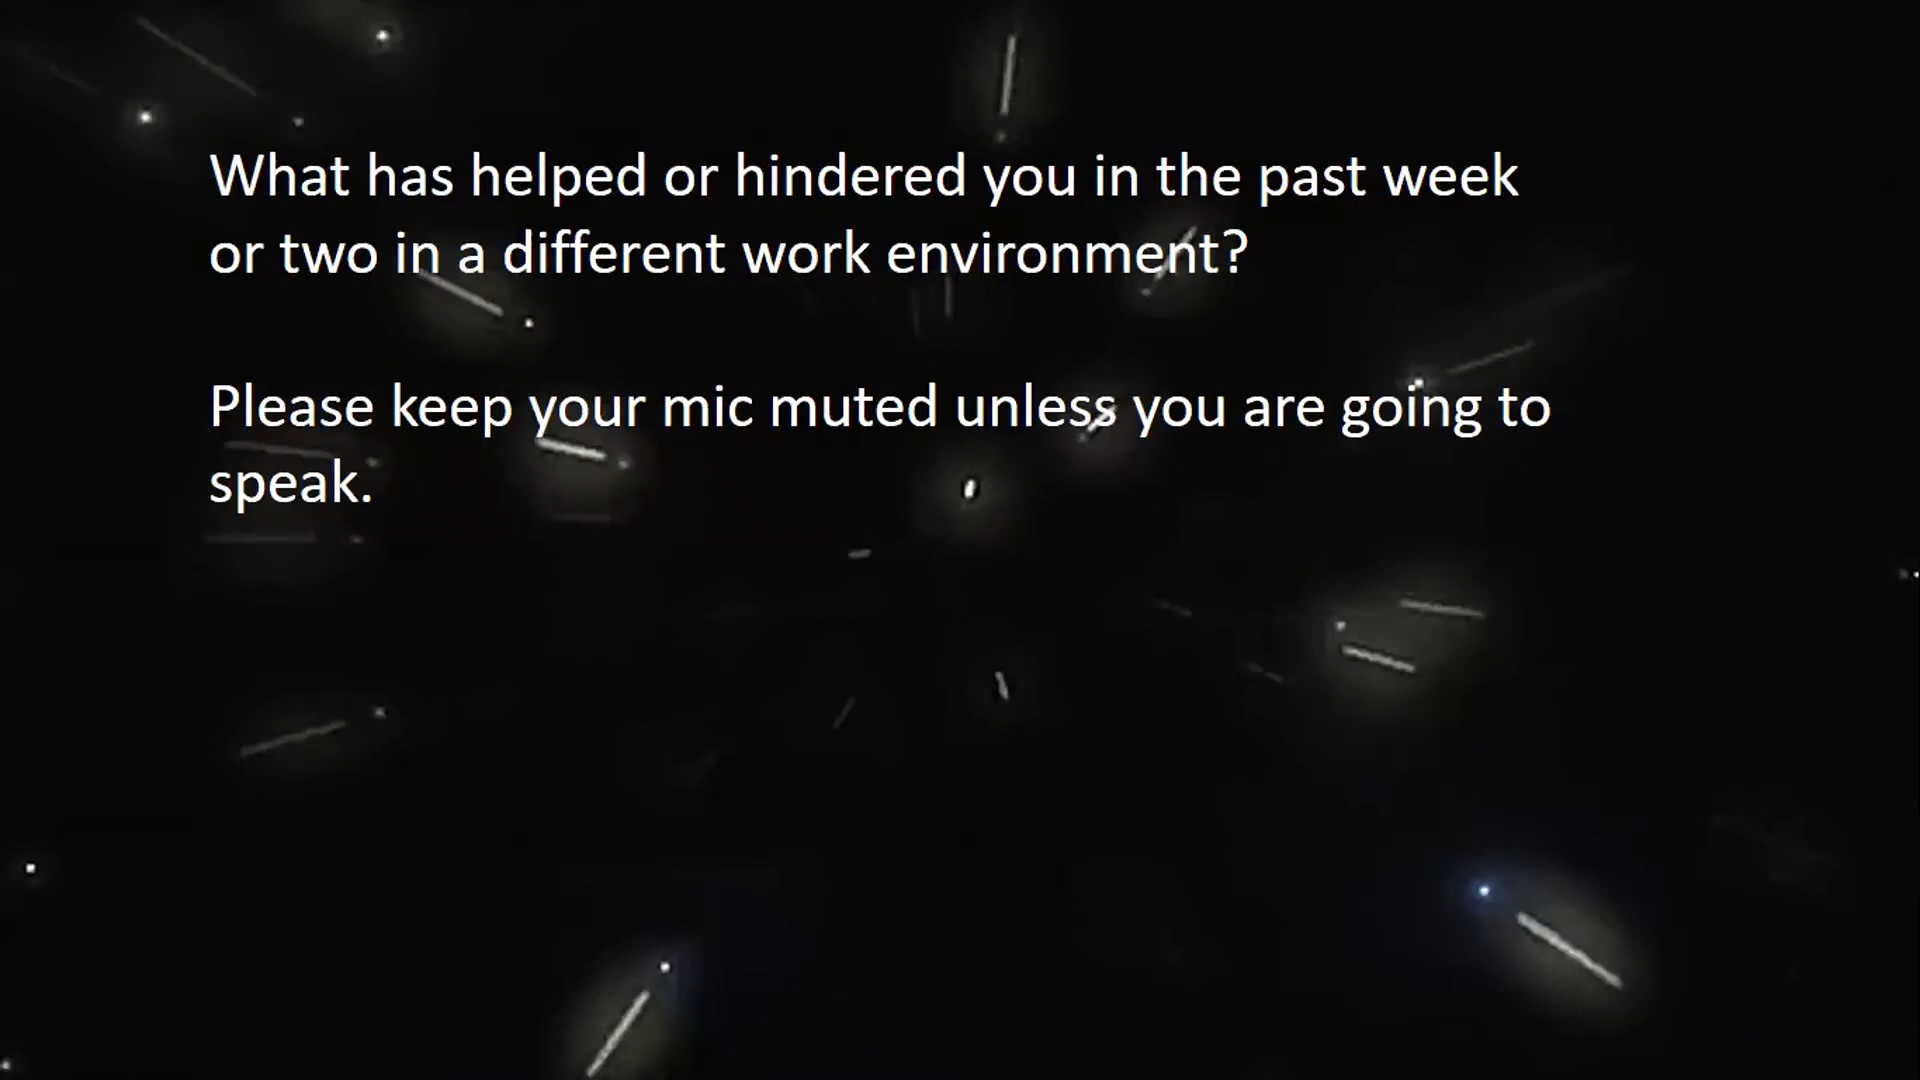 What has helped or hindered you in the past week
or two in a different work environment?
Please keep your mic muted unless you are going to
speak.